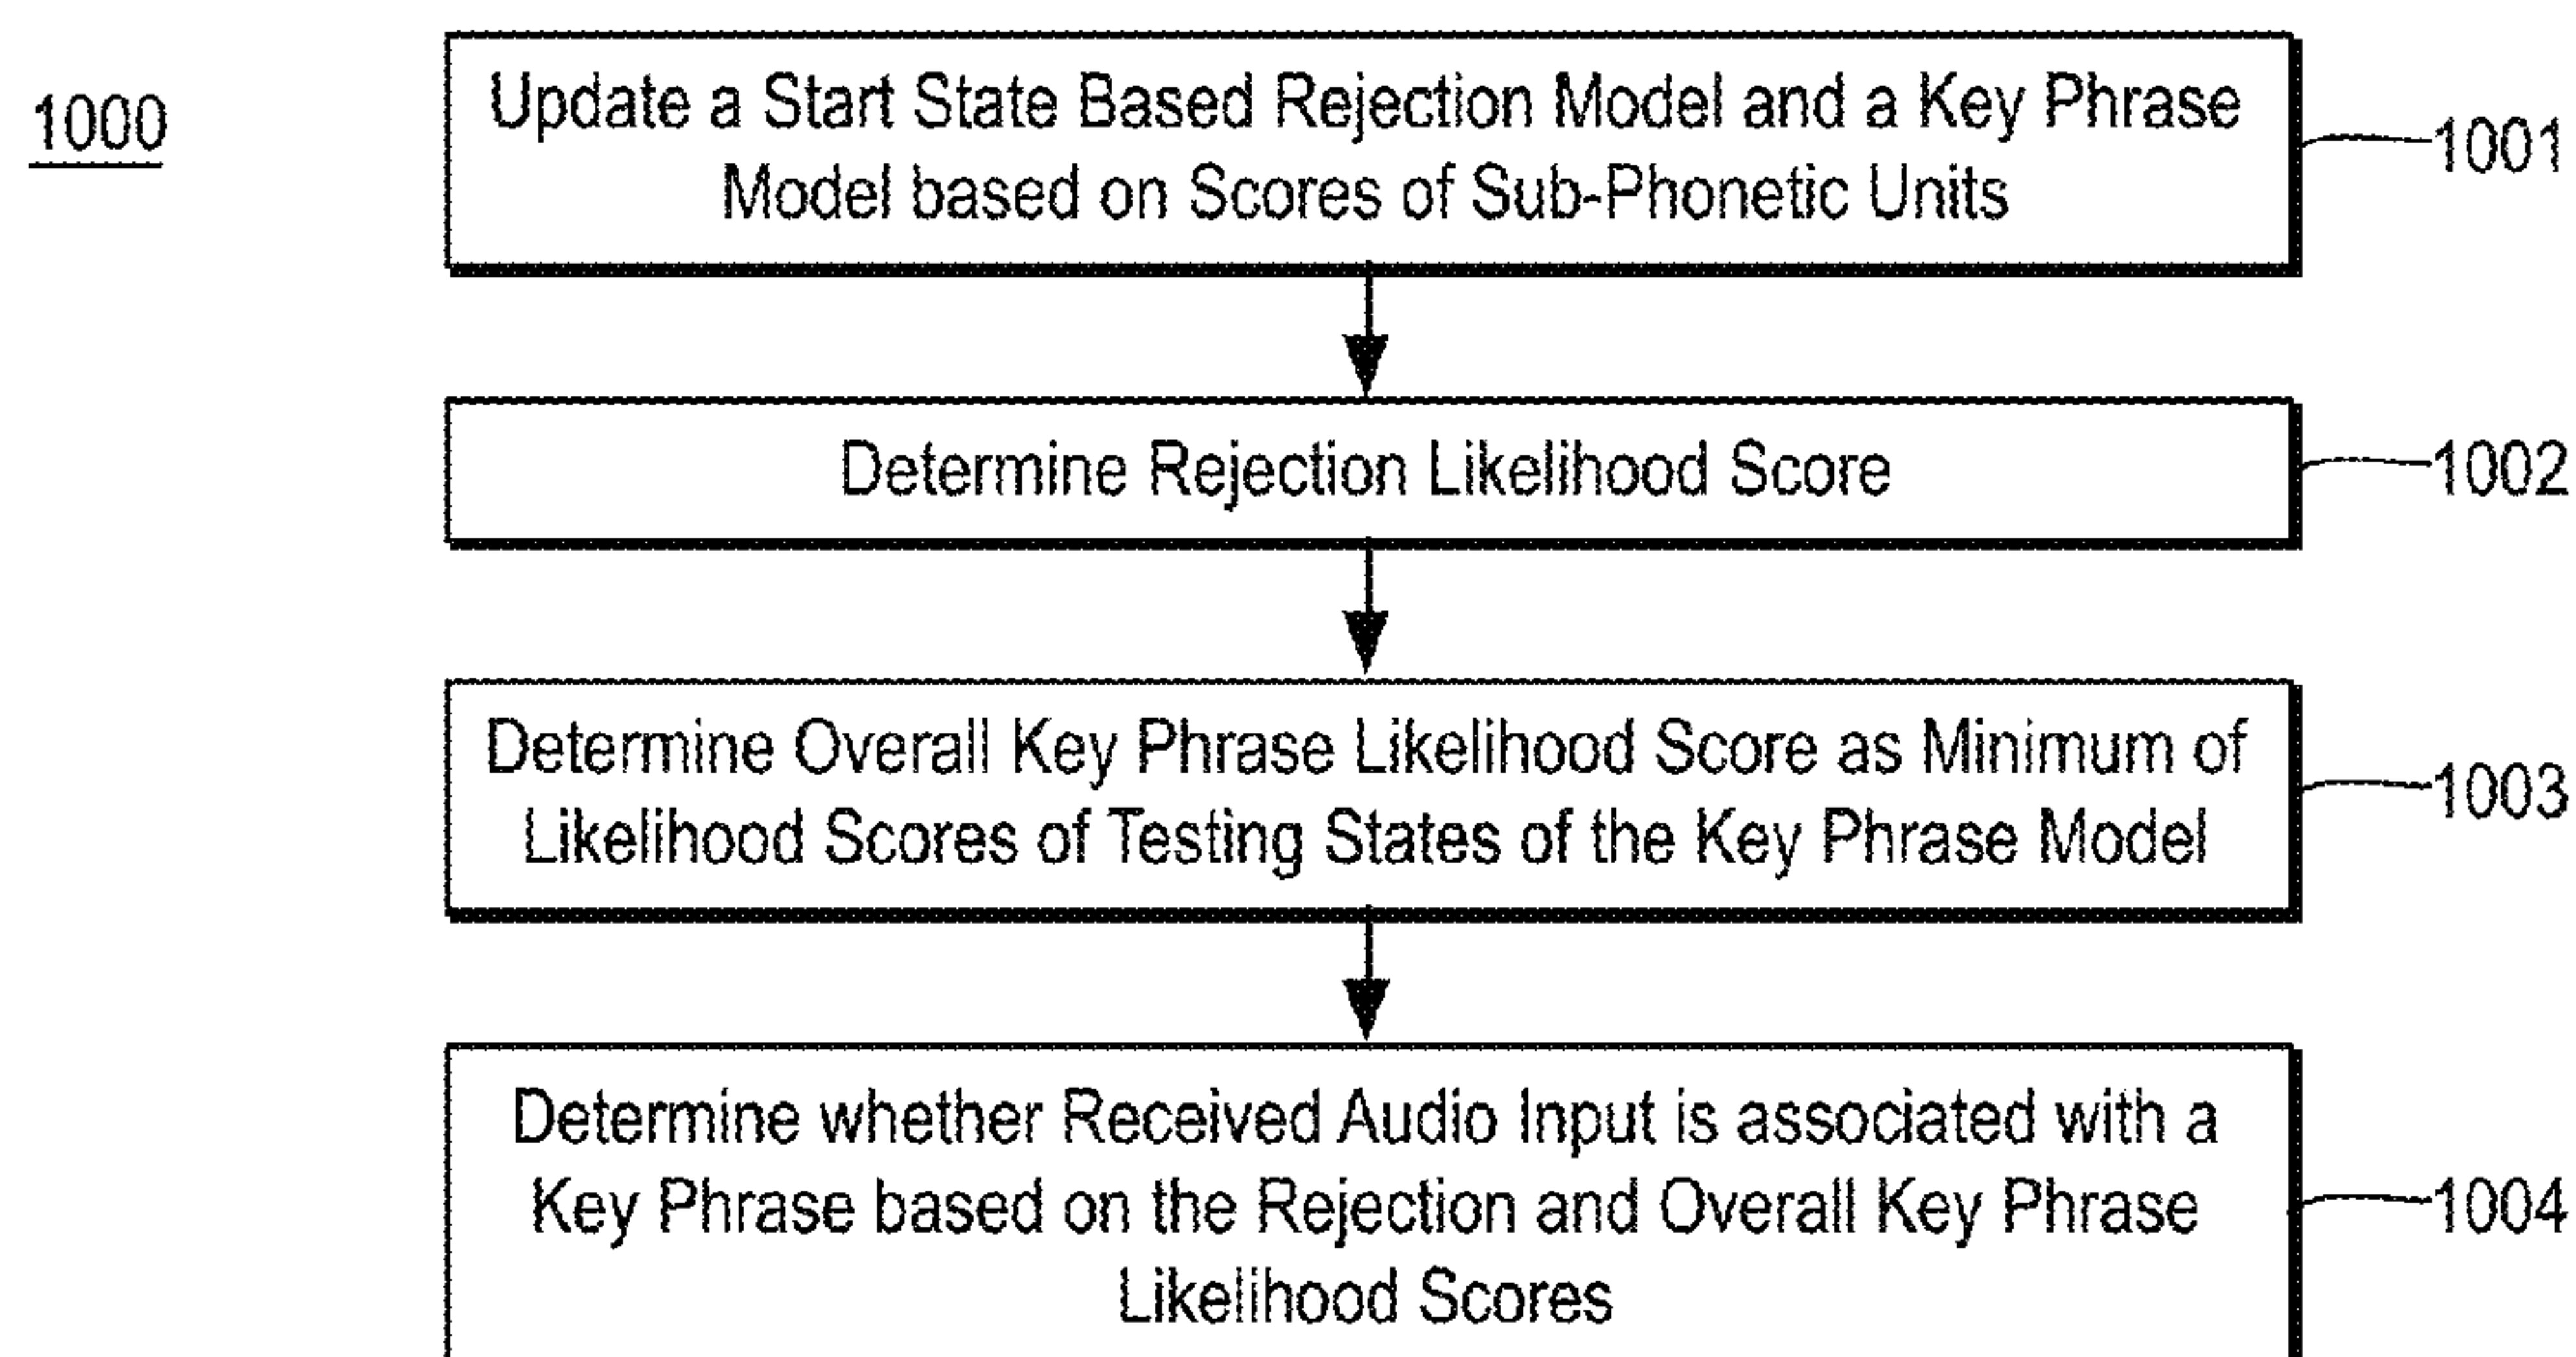 1000
Update a Start State Based Rejection Model and a Key Phrase
Model based on Scores of Sub-Phonetic Units
1001
Determine Rejection Likelihood Score
1002
Determine Overall Key Phrase Likelihood Score as Minimum of
Likelihood Scores of Testing States of the Key Phrase Model
1003
Determine whether Received Audio Input is associated with a
Key Phrase based on the Rejection and Overall Key Phrase
Likelihood Scores
1004